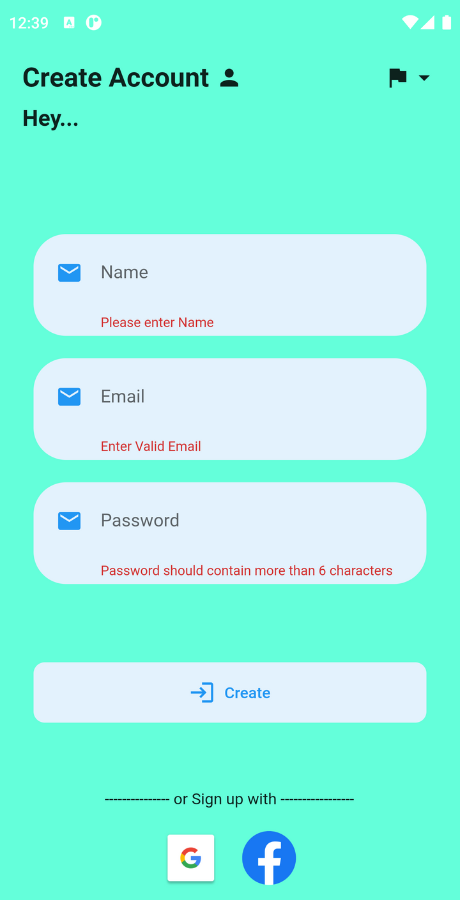 12:39
Create Account
Hey...
Name
Please enter Name
Email
Enter Valid Email
Password
Password should contain more than 6 characters
Create
--------------- or Sign up with -----------------